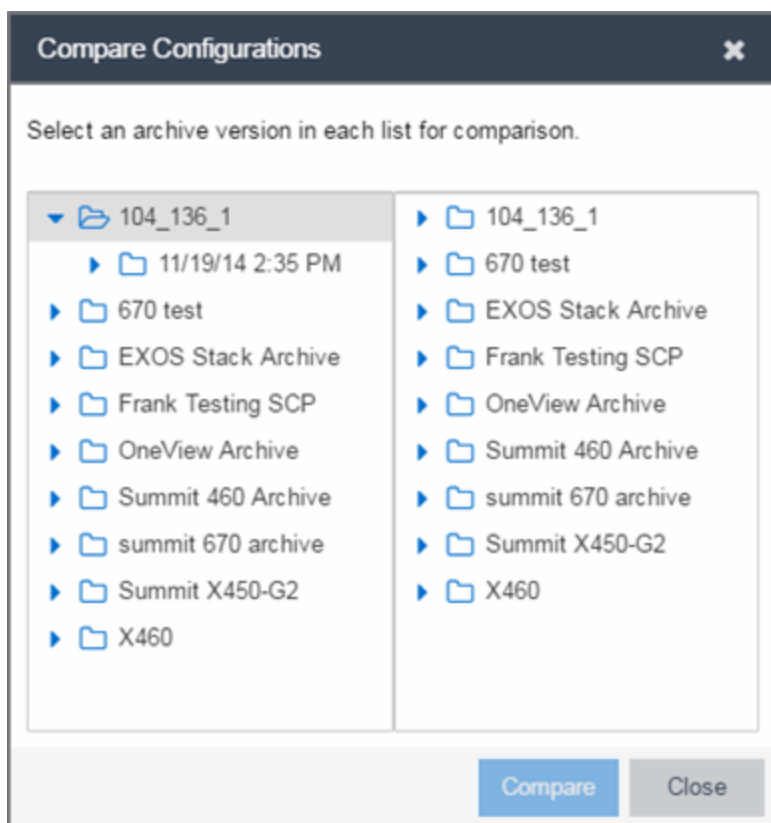 Compare Configurations
Select an archive version in each list for comparison.
104_136_1
11/19/14 2:35 PM
670 test
EXOS Stack Archive
Frank Testing SCP
OneView Archive
Summit 460 Archive
summit 670 archive
Summit X450-G2
X460
104_136_1
670 test
EXOS Stack Archive
Frank Testing SCP
OneView Archive
Summit 460 Archive
summit 670 archive
Summit X450-G2
X460
Compare
Close